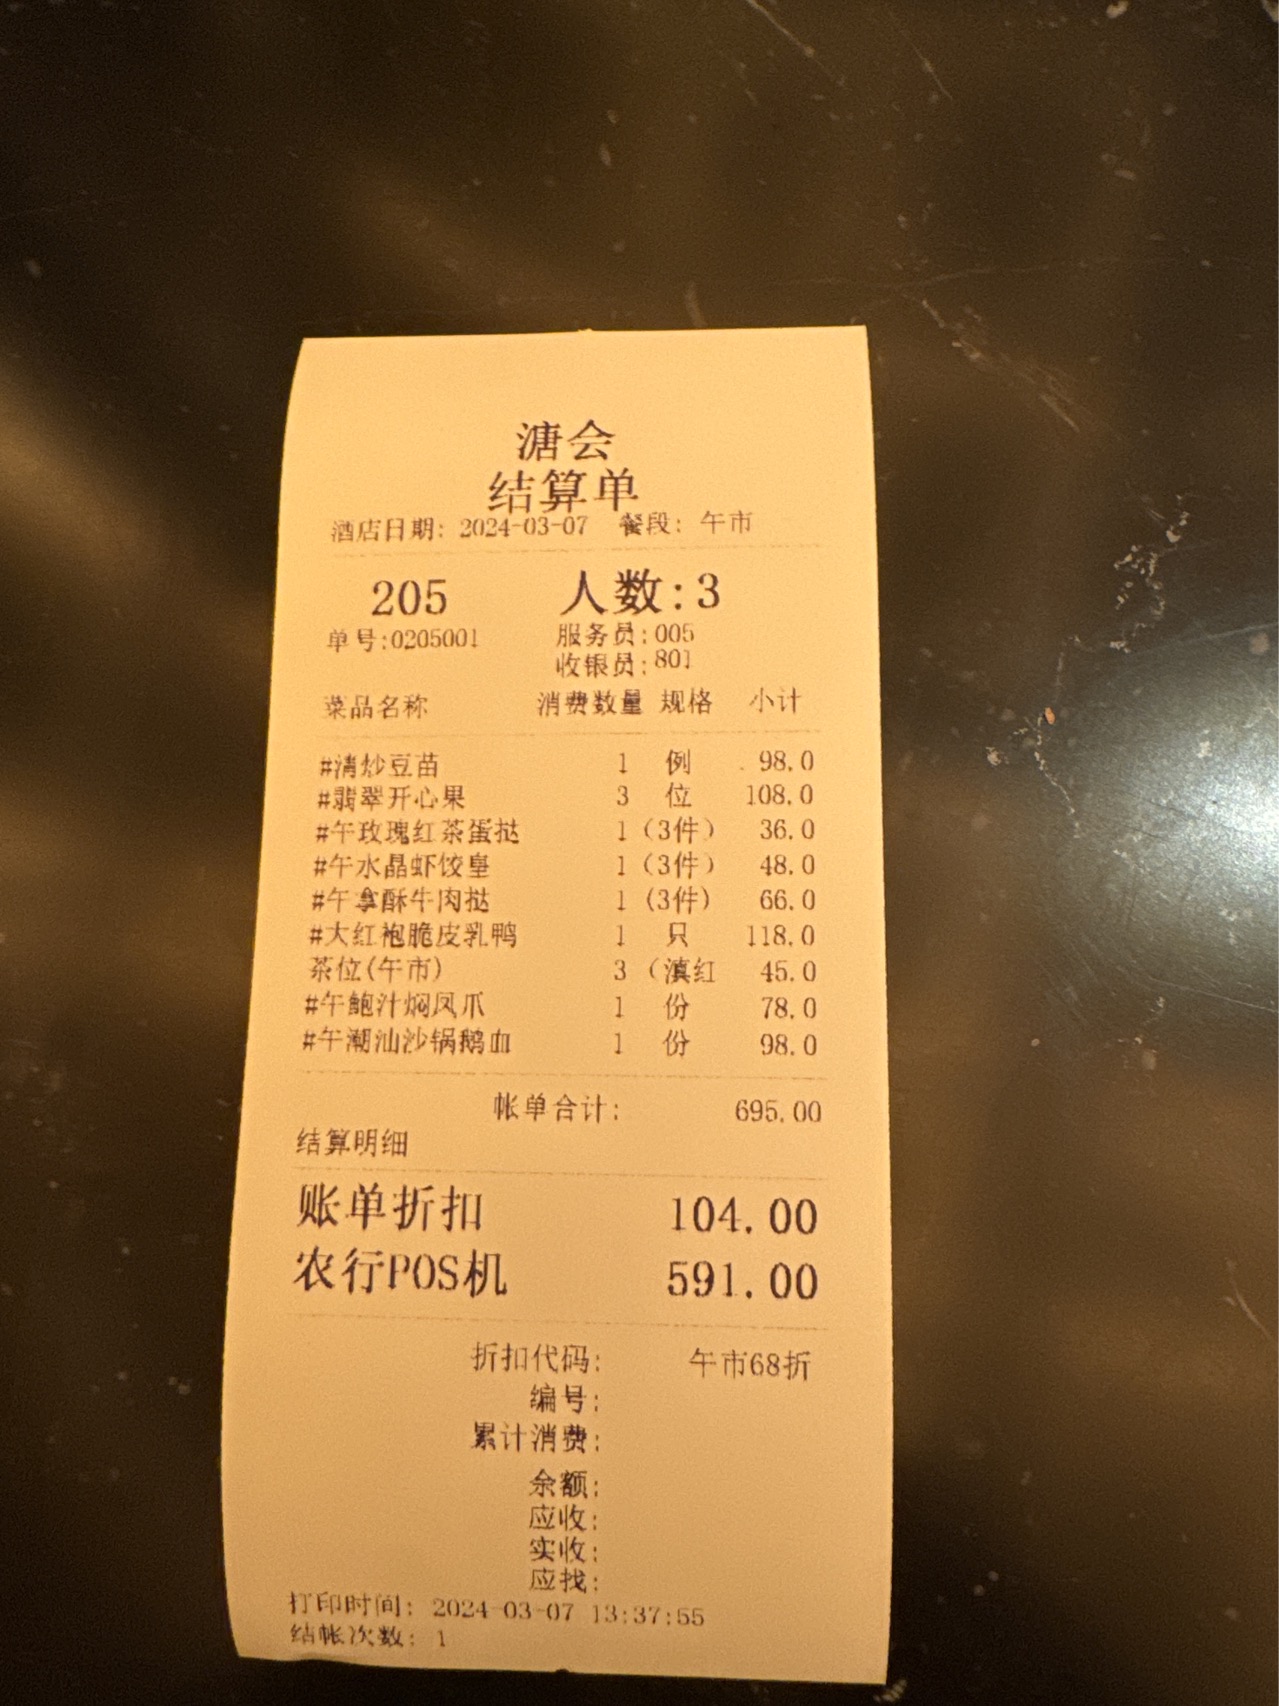 溏会
结算单
酒店日期: 2024-03-07 餐段: 午市
205 人数:3
单号:0205001 服务员:005
收银员:801
菜品名称 消费数量 规格 小计
#清炒豆苗 1 例 98.0
#翡翠开心果 3 位 108.0
#午玫瑰红茶蛋挞 1 (3件) 36.0
#午水晶虾饺皇 1 (3件) 48.0
#午拿酥牛肉挞 1 (3件) 66.0
#大红袍脆皮乳鸭 1 只 118.0
茶位(午市) 3 (滇红 45.0
#午鲍汁焖凤爪 1 份 78.0
#午潮汕沙锅鹅血 1 份 98.0
帐单合计: 695.00
结算明细
账单折扣 104.00
农行POS机 591.00
折扣代码: 午市68折
编号:
累计消费:
余额:
应收:
实收:
应找:
打印时间: 2024-03-07 13:37:55
结帐次数: 1